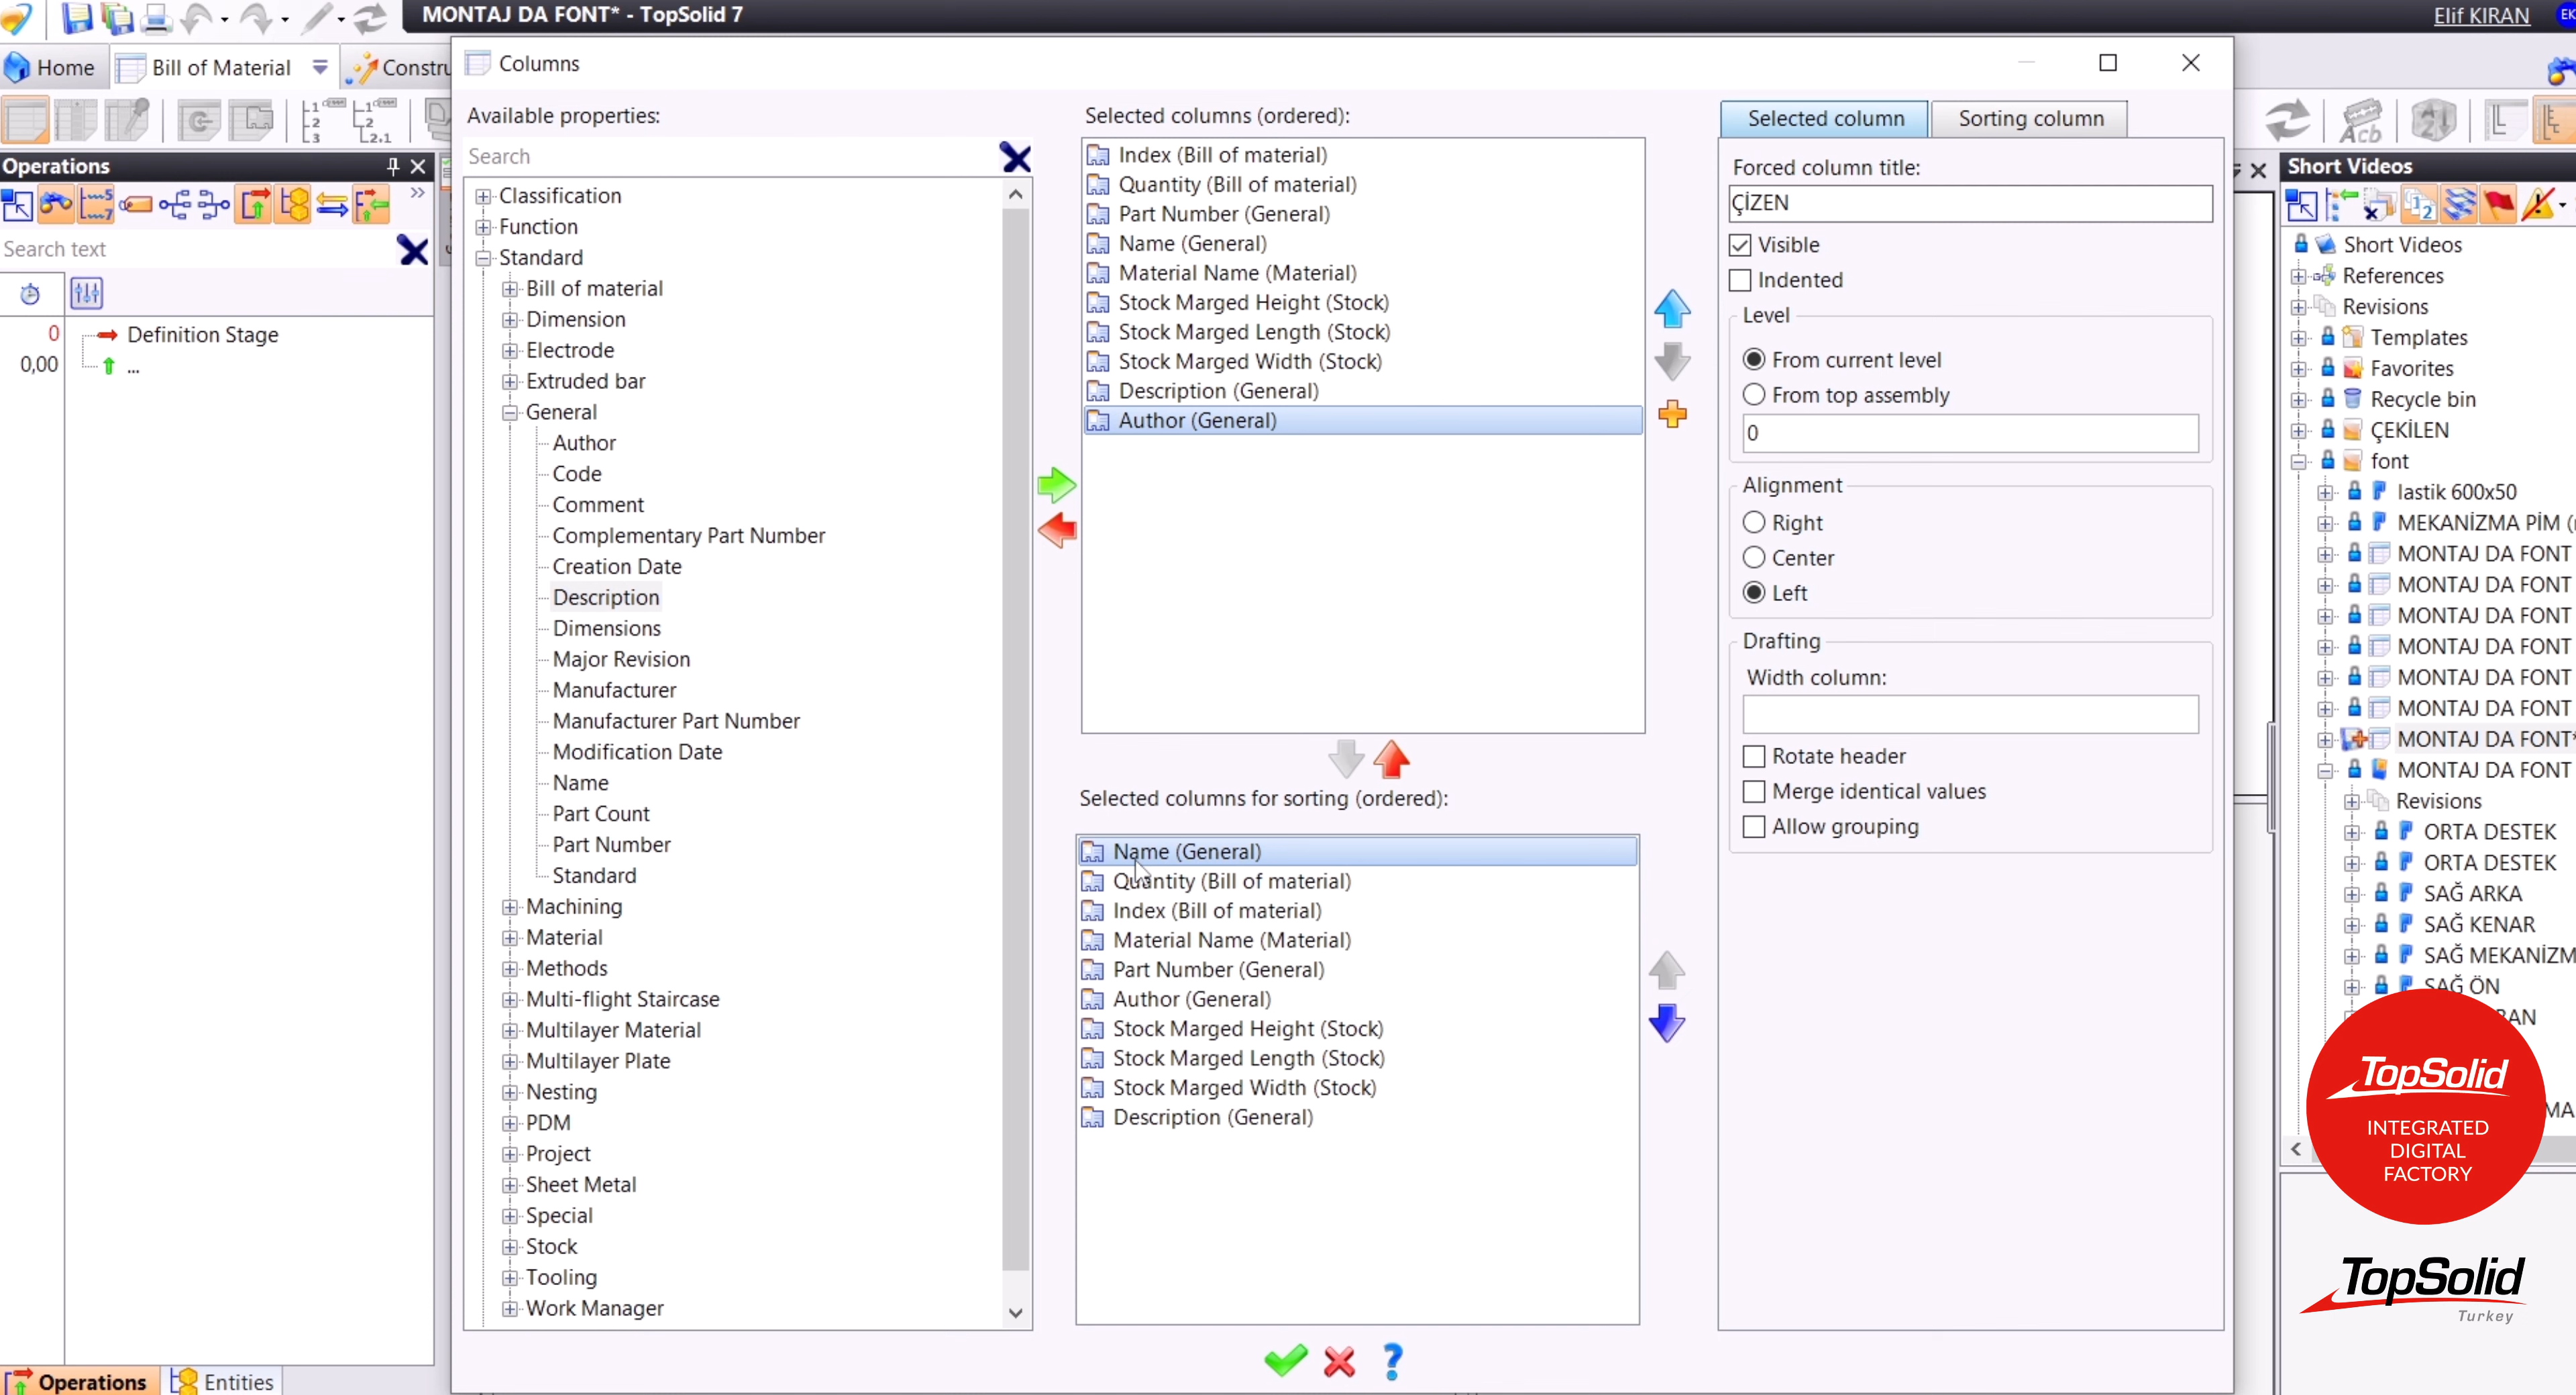 MONTAJ DA FONT* - TopSolid 7
Elif KIRAN
EK
Home
Bill of Material
Constru
Operations
Search text
0
Definition Stage
0,00
...
Operations
Entities
Columns
Available properties:
Search
Classification
Function
Standard
Bill of material
Dimension
Electrode
Extruded bar
General
Author
Code
Comment
Complementary Part Number
Creation Date
Description
Dimensions
Major Revision
Manufacturer
Manufacturer Part Number
Modification Date
Name
Part Count
Part Number
Standard
Machining
Material
Methods
Multi-flight Staircase
Multilayer Material
Multilayer Plate
Nesting
PDM
Project
Sheet Metal
Special
Stock
Tooling
Work Manager
Selected columns (ordered):
Index (Bill of material)
Quantity (Bill of material)
Part Number (General)
Name (General)
Material Name (Material)
Stock Marged Height (Stock)
Stock Marged Length (Stock)
Stock Marged Width (Stock)
Description (General)
Author (General)
Selected columns for sorting (ordered):
Name (General)
Quantity (Bill of material)
Index (Bill of material)
Material Name (Material)
Part Number (General)
Author (General)
Stock Marged Height (Stock)
Stock Marged Length (Stock)
Stock Marged Width (Stock)
Description (General)
Selected column
Sorting column
Forced column title:
ÇİZEN
Visible
Indented
Level
From current level
From top assembly
0
Alignment
Right
Center
Left
Drafting
Width column:
Rotate header
Merge identical values
Allow grouping
Acb
Short Videos
Short Videos
References
Revisions
Templates
Favorites
Recycle bin
ÇEKİLEN
font
lastik 600x50
MEKANİZMA PİM (
MONTAJ DA FONT
MONTAJ DA FONT
MONTAJ DA FONT
MONTAJ DA FONT
MONTAJ DA FONT
MONTAJ DA FONT
MONTAJ DA FONT*
MONTAJ DA FONT
Revisions
ORTA DESTEK
ORTA DESTEK
SAĞ ARKA
SAĞ KENAR
SAĞ MEKANİZM
SAĞ ÖN
RAN
MA
TopSolid
INTEGRATED
DIGITAL
FACTORY
TopSolid
Turkey